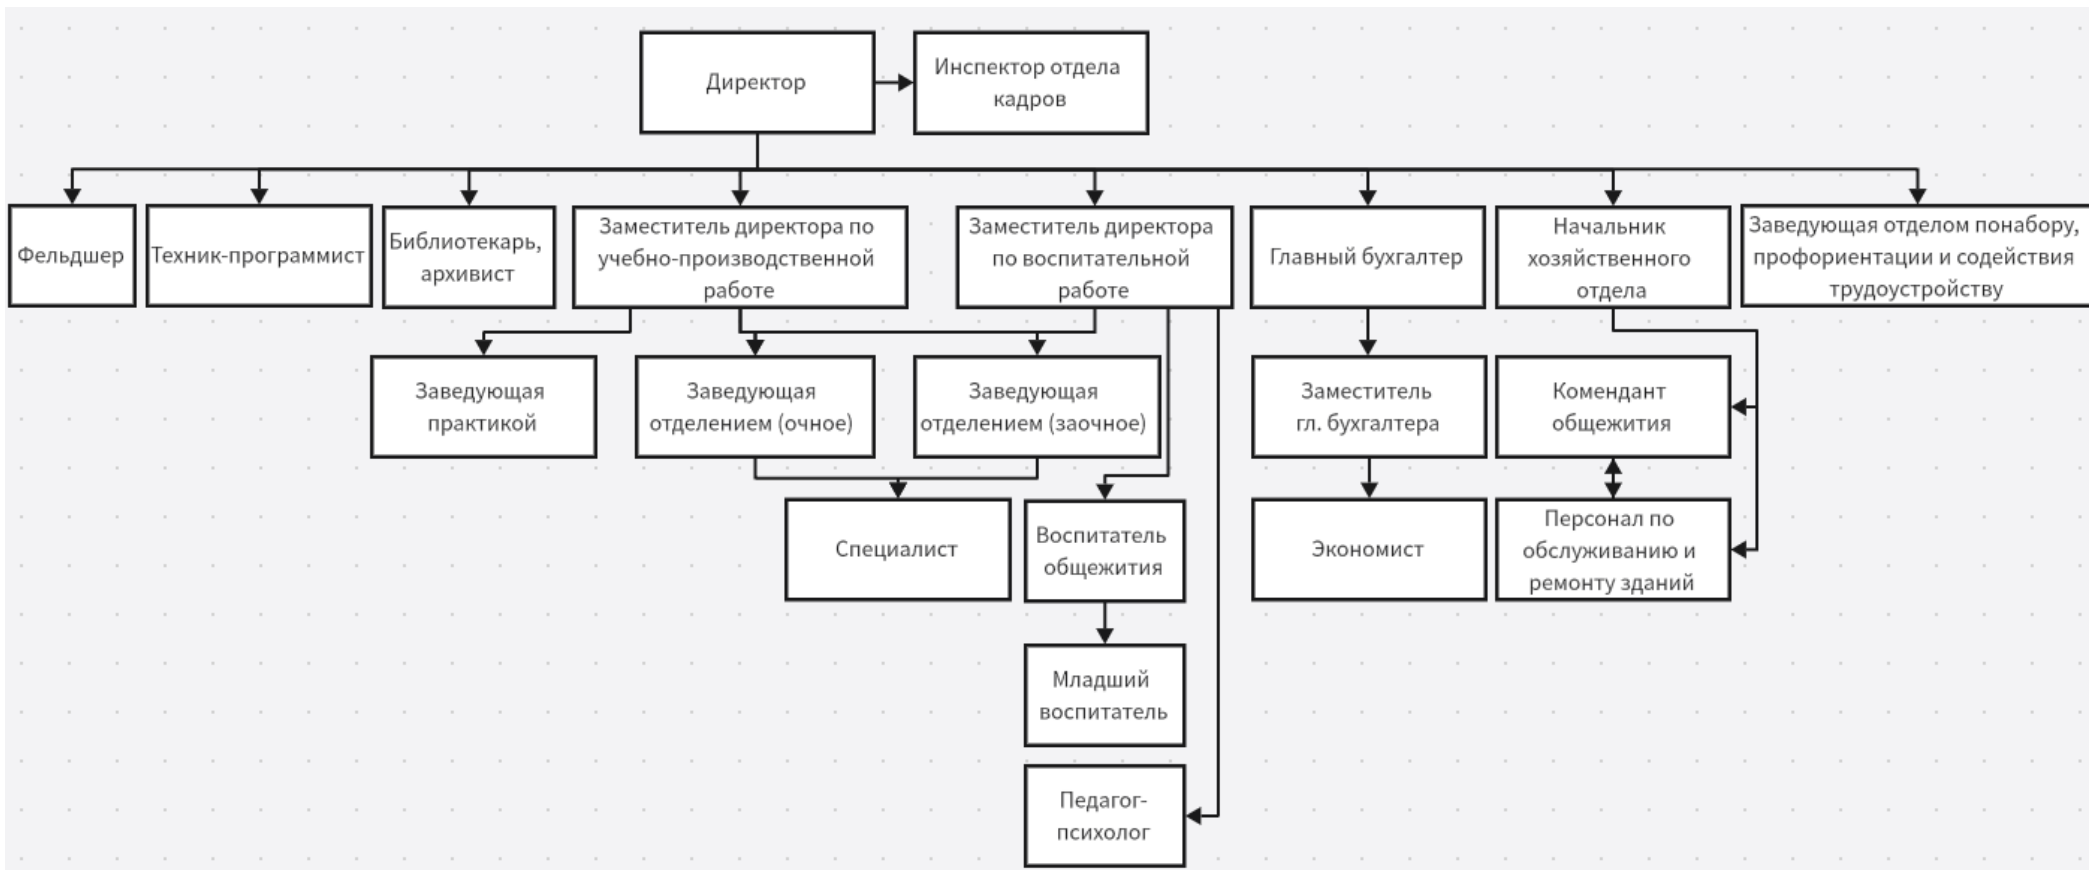 Директор
Инспектор отдела
кадров
Фельдшер
Техник-программист
Библиотекарь,
архивист
Заместитель директора по
учебно-производственной
работе
Заместитель директора
по воспитательной
работе
Главный бухгалтер
Начальник
хозяйственного
отдела
Заведующая отделом понабору,
профориентации и содействия
трудоустройству
Заведующая
практикой
Заведующая
отделением (очное)
Заведующая
отделением (заочное)
Заместитель
гл. бухгалтера
Комендант
общежития
Специалист
Воспитатель
общежития
Экономист
Персонал по
обслуживанию и
ремонту зданий
Младший
воспитатель
Педагог-
психолог